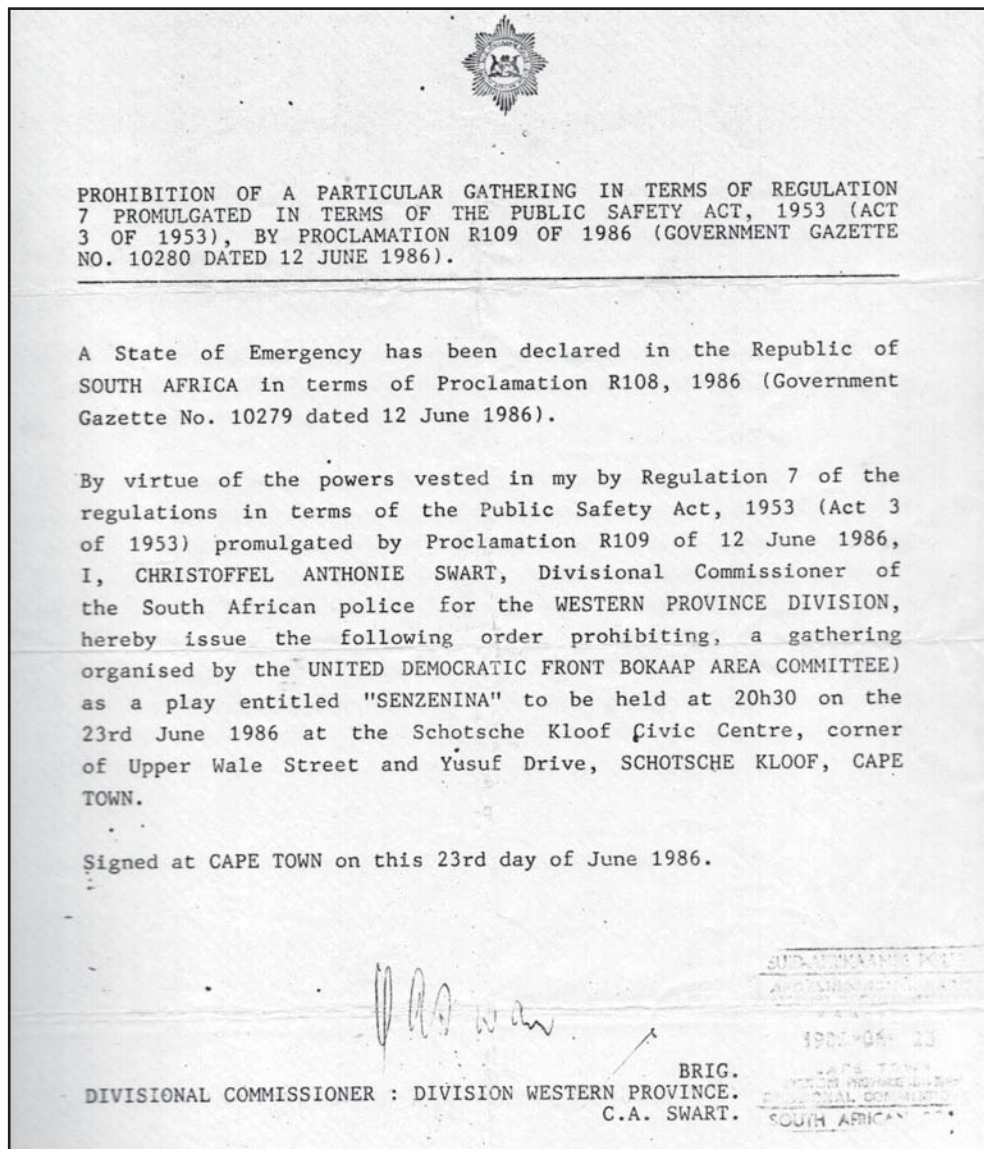 PROHIBITION OF A PARTICULAR GATHERING IN TERMS OF REGULATION
7 PROMULGATED IN TERMS OF THE PUBLIC SAFETY ACT, 1953 (ACT
3 OF 1953), BY PROCLAMATION R109 OF 1986 (GOVERNMENT GAZETTE
NO. 10280 DATED 12 JUNE 1986).
A State of Emergency has been declared in the Republic of
SOUTH AFRICA in terms of Proclamation R108, 1986 (Government
Gazette No. 10279 dated 12 June 1986).
By virtue of the powers vested in my by Regulation 7 of the
regulations in terms of the Public Safety Act, 1953 (Act 3
of 1953) promulgated by Proclamation R109 of 12 June 1986,
I, CHRISTOFFEL ANTHONIE SWART, Divisional Commissioner of
the South African police for the WESTERN PROVINCE DIVISION,
hereby issue the following order prohibiting, a gathering
organised by the UNITED DEMOCRATIC FRONT BOKAAP AREA COMMITTEE)
as a play entitled "SENZENINA" to be held at 20h30 on the
23rd June 1986 at the Schotsche Kloof Civic Centre, corner
of Upper Wale Street and Yusuf Drive, SCHOTSCHE KLOOF, CAPE
TOWN.
Signed at CAPE TOWN on this 23rd day of June 1986.
BRIG.
DIVISIONAL COMMISSIONER : DIVISION WESTERN PROVINCE.
C.A. SWART.
CAPE TOWN
SOUTH